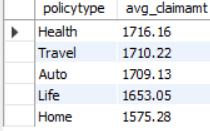 policytype avg_claimamt
Health 1716.16
Travel 1710.22
Auto 1709.13
Life 1653.05
Home 1575.28